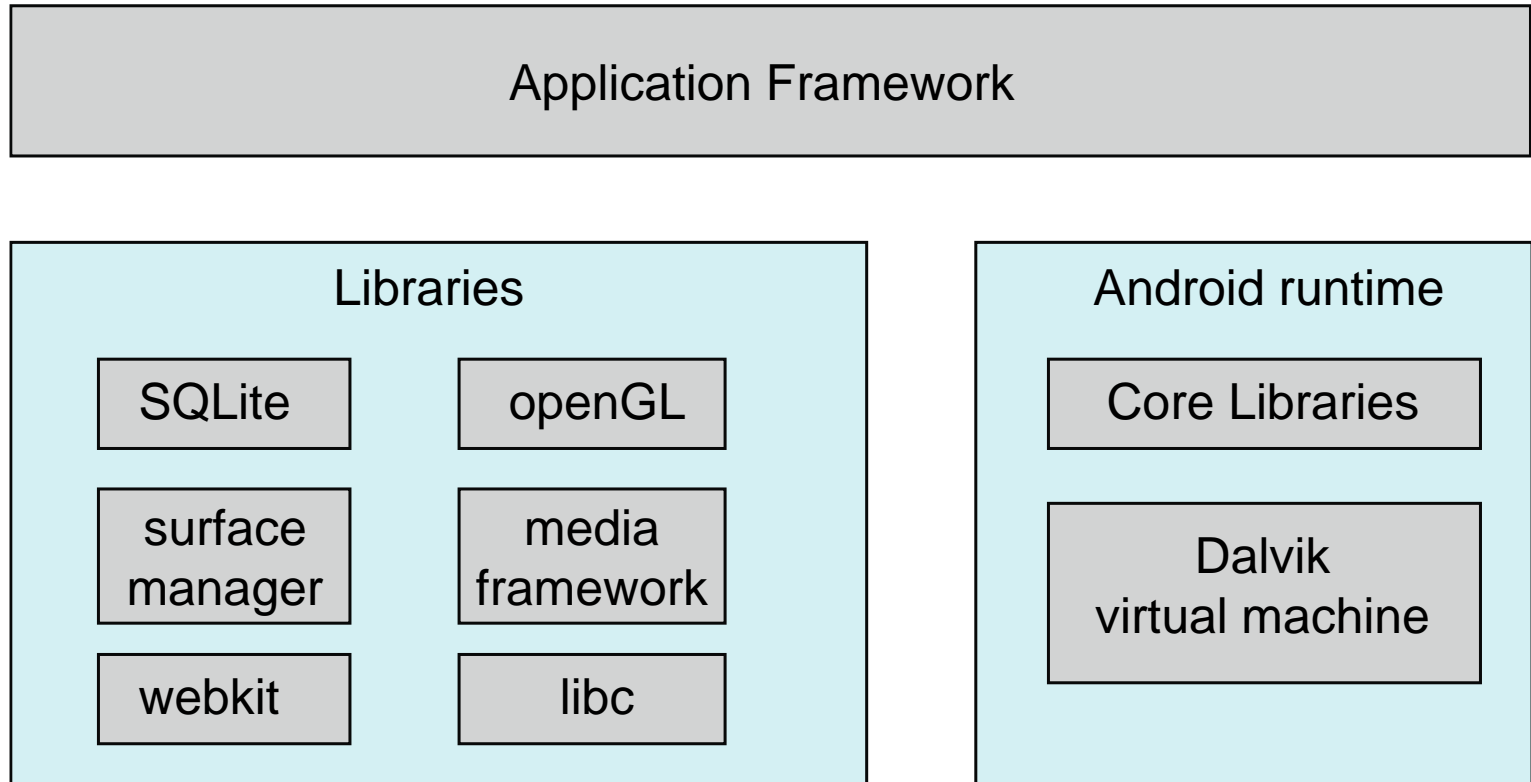 Application Framework
Libraries
SQLite
openGL
surface
manager
media
framework
webkit
libc
Android runtime
Core Libraries
Dalvik
virtual machine